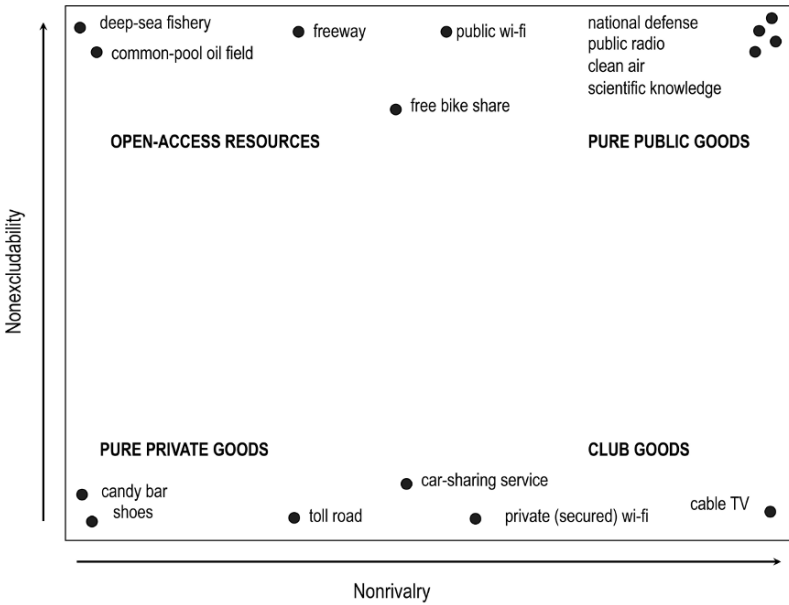 deep-sea fishery
common-pool oil field
freeway
public wi-fi
national defense
public radio
clean air
scientific knowledge
free bike share
OPEN-ACCESS RESOURCES
PURE PUBLIC GOODS
Nonexcludability
PURE PRIVATE GOODS
CLUB GOODS
candy bar
shoes
toll road
car-sharing service
private (secured) wi-fi
cable TV
Nonrivalry